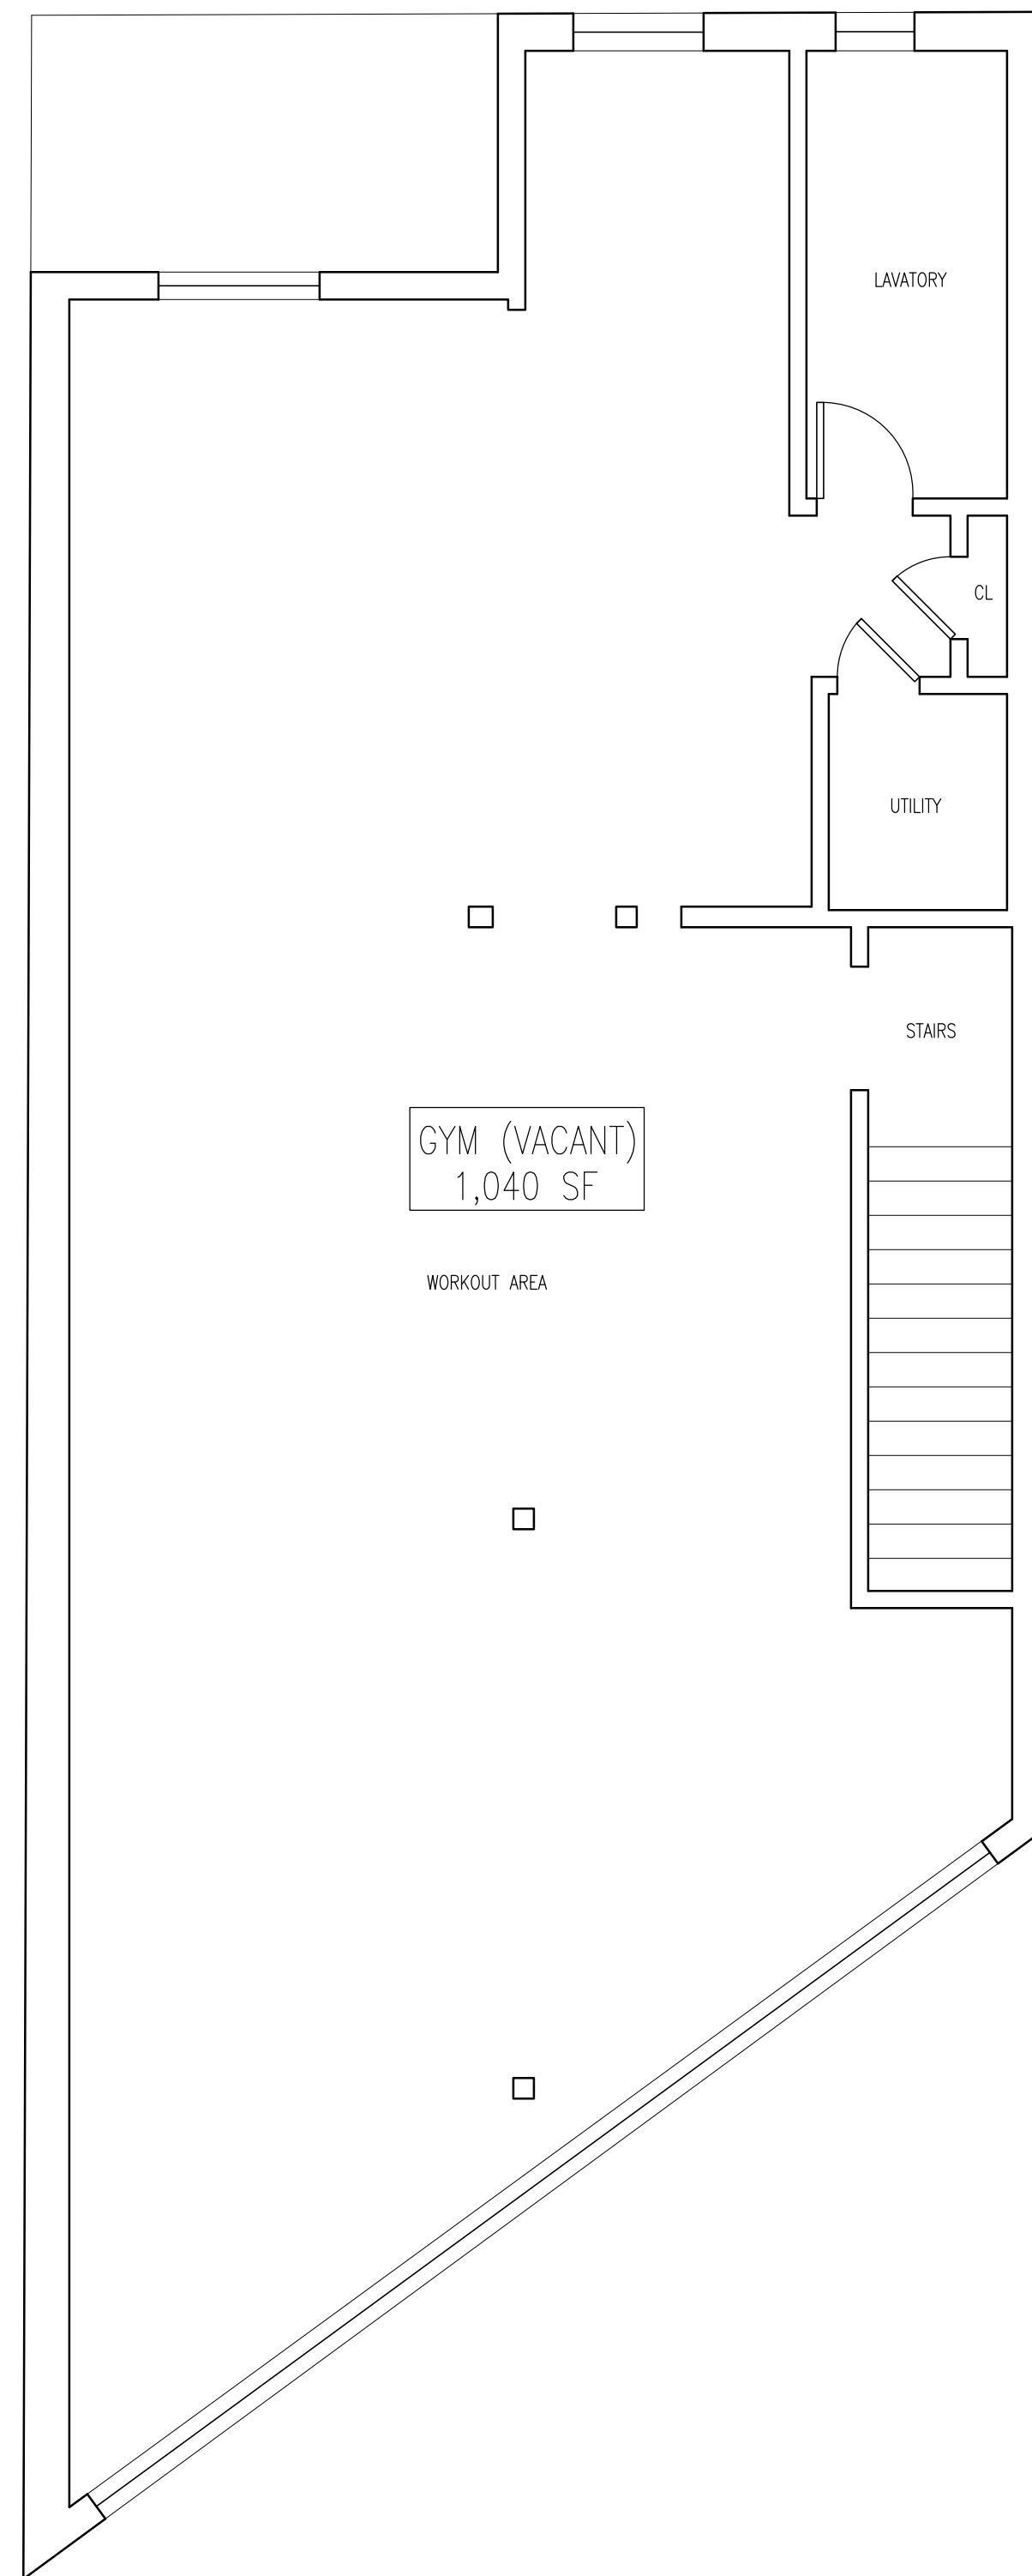 LAVATORY
CL
UTILITY
STAIRS
GYM (VACANT)
1,040 SF
WORKOUT AREA